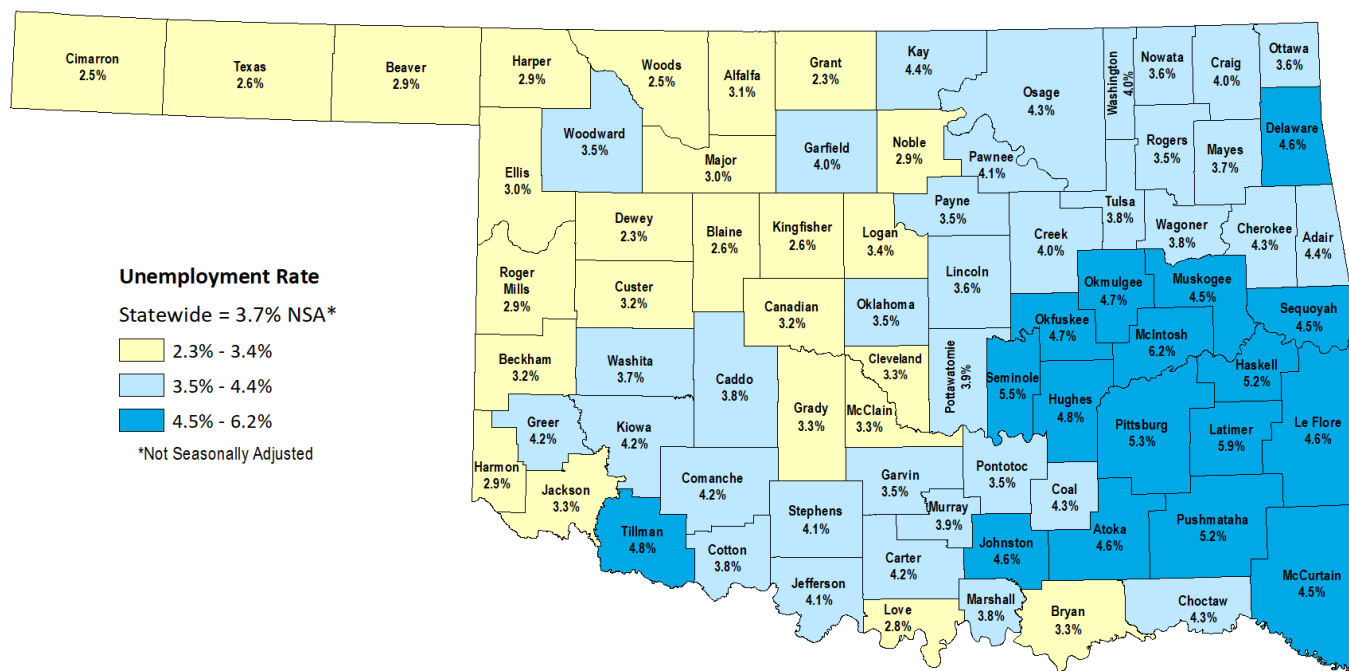 Cimarron
2.5%
Texas
2.6%
Beaver
2.9%
Harper
2.9%
Woods
2.5%
Alfalfa
3.1%
Grant
2.3%
Kay
4.4%
Osage
4.3%
Washington
4.0%
Nowata
3.6%
Craig
4.0%
Ottawa
3.6%
Woodward
3.5%
Ellis
3.0%
Major
3.0%
Garfield
4.0%
Noble
2.9%
Pawnee
4.1%
Rogers
3.5%
Mayes
3.7%
Delaware
4.6%
Dewey
2.3%
Blaine
2.6%
Kingfisher
2.6%
Logan
3.4%
Payne
3.5%
Creek
4.0%
Tulsa
3.8%
Wagoner
3.8%
Cherokee
4.3%
Adair
4.4%
Roger
Mills
2.9%
Custer
3.2%
Canadian
3.2%
Oklahoma
3.5%
Lincoln
3.6%
Okmulgee
4.7%
Muskogee
4.5%
Sequoyah
4.5%
Okfuskee
4.7%
McIntosh
6.2%
Beckham
3.2%
Washita
3.7%
Caddo
3.8%
Grady
3.3%
Cleveland
3.3%
McClain
3.3%
Pottawatomie
3.9%
Seminole
5.5%
Hughes
4.8%
Pittsburg
5.3%
Haskell
5.2%
Latimer
5.9%
Le Flore
4.6%
Greer
4.2%
Kiowa
4.2%
Harmon
2.9%
Jackson
3.3%
Tillman
4.8%
Comanche
4.2%
Cotton
3.8%
Stephens
4.1%
Jefferson
4.1%
Garvin
3.5%
Murray
3.9%
Carter
4.2%
Love
2.8%
Pontotoc
3.5%
Coal
4.3%
Johnston
4.6%
Atoka
4.6%
Pushmataha
5.2%
Marshall
3.8%
Bryan
3.3%
Choctaw
4.3%
McCurtain
4.5%
Unemployment Rate
Statewide = 3.7% NSA*
2.3% - 3.4%
3.5% - 4.4%
4.5% - 6.2%
*Not Seasonally Adjusted